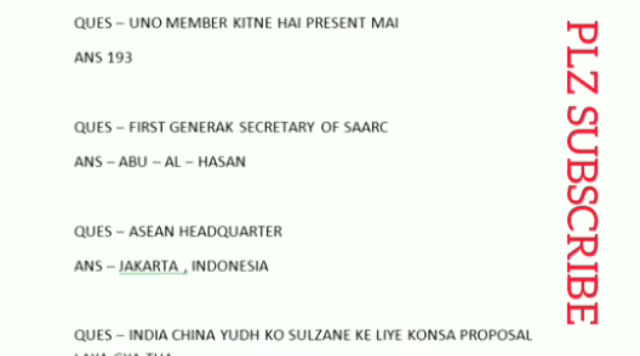 QUES – UNO MEMBER KITNE HAI PRESENT MAI
ANS 193
QUES – FIRST GENERAK SECRETARY OF SAARC
ANS – ABU – AL – HASAN
QUES – ASEAN HEADQUARTER
ANS – JAKARTA , INDONESIA
QUES – INDIA CHINA YUDH KO SULZANE KE LIYE KONSA PROPOSAL
PLZ SUBSCRIBE